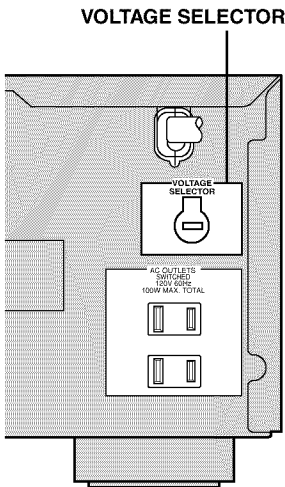 VOLTAGE SELECTOR
VOLTAGE
SELECTOR
AC OUTLETS
SWITCHED
120V 60Hz
100W MAX. TOTAL